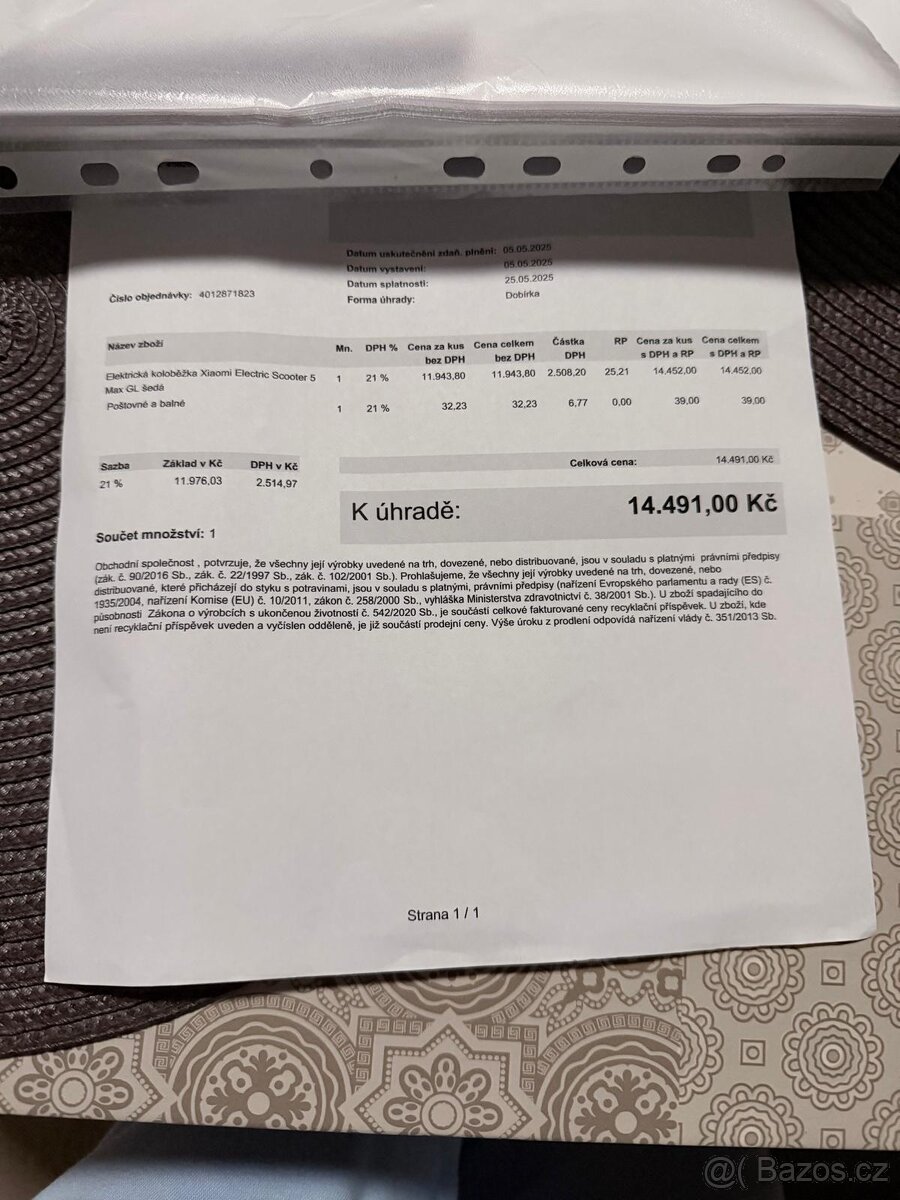 Datum uskutečnění zdaň. plnění: 05.05.2025
Datum vystavení: 05.05.2025
Datum splatnosti: 25.05.2025
Číslo objednávky: 4012871823
Forma úhrady: Dobírka
Název zboží Mn. DPH % Cena za kus bez DPH Cena celkem bez DPH Částka DPH RP Cena za kus s DPH a RP Cena celkem s DPH a RP
Elektrická koloběžka Xiaomi Electric Scooter 5 1 21 % 11.943,80 11.943,80 2.508,20 25,21 14.452,00 14.452,00
Max GL šedá
Poštovné a balné 1 21 % 32,23 32,23 6,77 0,00 39,00 39,00
Sazba Základ v Kč DPH v Kč
21 % 11.976,03 2.514,97
Celková cena: 14.491,00 Kč
K úhradě: 14.491,00 Kč
Součet množství: 1
Obchodní společnost , potvrzuje, že všechny její výrobky uvedené na trh, dovezené, nebo distribuované, jsou v souladu s platnými právními předpisy
(zák. č. 90/2016 Sb., zák. č. 22/1997 Sb., zák. č. 102/2001 Sb.). Prohlašujeme, že všechny její výrobky uvedené na trh, dovezené, nebo
distribuované, které přicházejí do styku s potravinami, jsou v souladu s platnými, právními předpisy (nařízení Evropského parlamentu a rady (ES) č.
1935/2004, nařízení Komise (EU) č. 10/2011, zákon č. 258/2000 Sb., vyhláška Ministerstva zdravotnictví č. 38/2001 Sb.). U zboží spadajícího do
působnosti Zákona o výrobcích s ukončenou životností č. 542/2020 Sb., je součástí celkové fakturované ceny recyklační příspěvek. U zboží, kde
není recyklační příspěvek uveden a vyčíslen odděleně, je již součástí prodejní ceny. Výše úroku z prodlení odpovídá nařízení vlády č. 351/2013 Sb.
Strana 1 / 1
@( Bazos.cz